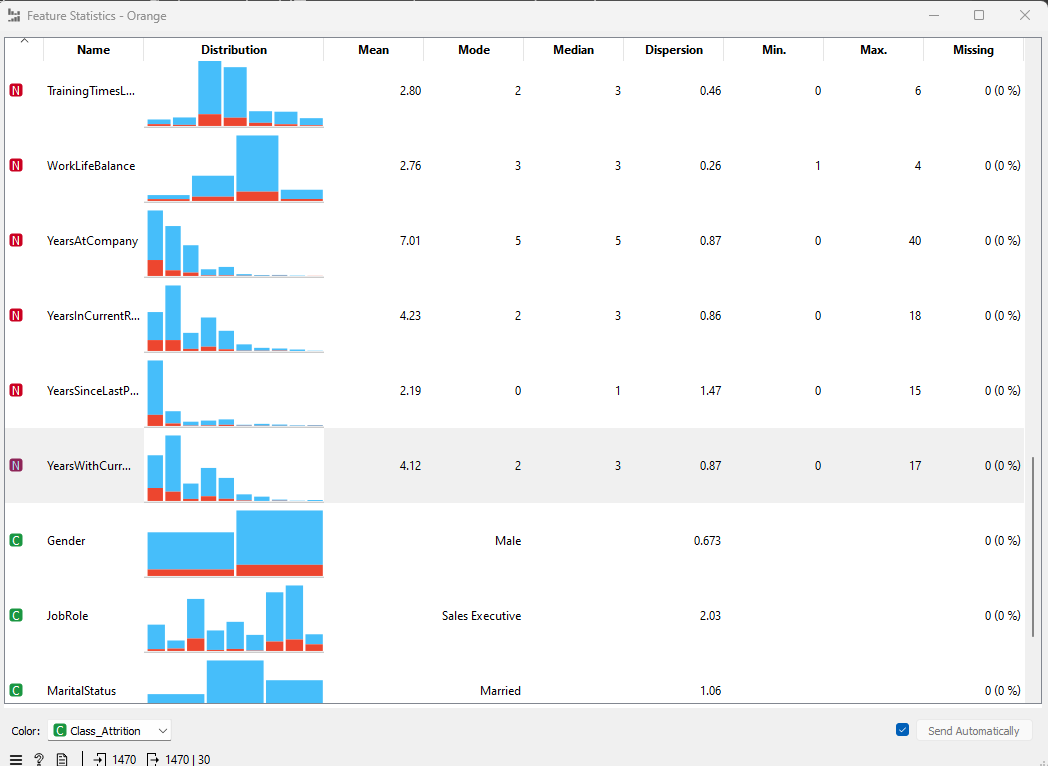 Feature Statistics - Orange
Name Distribution Mean Mode Median Dispersion Min. Max. Missing
N TrainingTimesL... 2.80 2 3 0.46 0 6 0 (0 %)
N WorkLifeBalance 2.76 3 3 0.26 1 4 0 (0 %)
N YearsAtCompany 7.01 5 5 0.87 0 40 0 (0 %)
N YearsInCurrentR... 4.23 2 3 0.86 0 18 0 (0 %)
N YearsSinceLastP... 2.19 0 1 1.47 0 15 0 (0 %)
N YearsWithCurr... 4.12 2 3 0.87 0 17 0 (0 %)
C Gender Male 0.673 0 (0 %)
C JobRole Sales Executive 2.03 0 (0 %)
C MaritalStatus Married 1.06 0 (0 %)
Color: C Class_Attrition Send Automatically
? 1470 1470 | 30